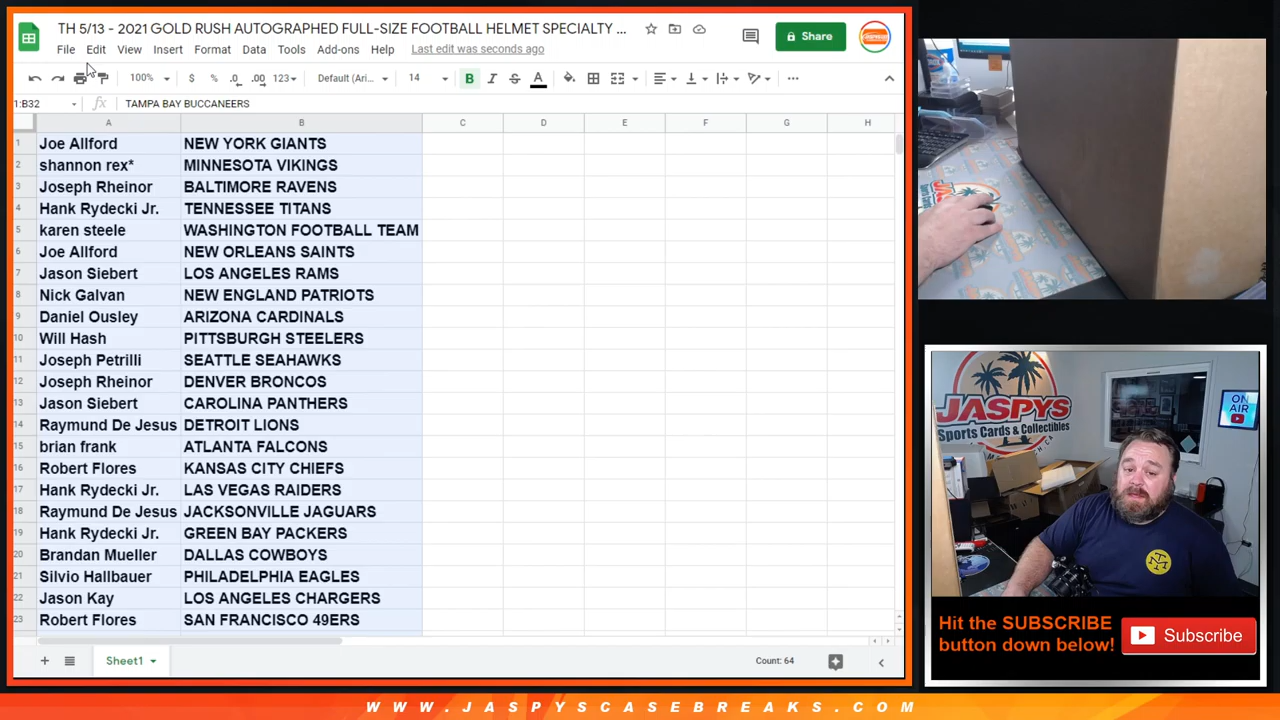 TH 5/13 - 2021 GOLD RUSH AUTOGRAPHED FULL-SIZE FOOTBALL HELMET SPECIALTY ...
File Edit View Insert Format Data Tools Add-ons Help Last edit was seconds ago
Share
100% $ % .0 .00 123 Default (Ari... 14 B I S A
1:B32 fx TAMPA BAY BUCCANEERS
A B C D E F G H
1 Joe Allford NEW YORK GIANTS
2 shannon rex* MINNESOTA VIKINGS
3 Joseph Rheinor BALTIMORE RAVENS
4 Hank Rydecki Jr. TENNESSEE TITANS
5 karen steele WASHINGTON FOOTBALL TEAM
6 Joe Allford NEW ORLEANS SAINTS
7 Jason Siebert LOS ANGELES RAMS
8 Nick Galvan NEW ENGLAND PATRIOTS
9 Daniel Ousley ARIZONA CARDINALS
10 Will Hash PITTSBURGH STEELERS
11 Joseph Petrilli SEATTLE SEAHAWKS
12 Joseph Rheinor DENVER BRONCOS
13 Jason Siebert CAROLINA PANTHERS
14 Raymund De Jesus DETROIT LIONS
15 brian frank ATLANTA FALCONS
16 Robert Flores KANSAS CITY CHIEFS
17 Hank Rydecki Jr. LAS VEGAS RAIDERS
18 Raymund De Jesus JACKSONVILLE JAGUARS
19 Hank Rydecki Jr. GREEN BAY PACKERS
20 Brandan Mueller DALLAS COWBOYS
21 Silvio Hallbauer PHILADELPHIA EAGLES
22 Jason Kay LOS ANGELES CHARGERS
23 Robert Flores SAN FRANCISCO 49ERS
Sheet1
Count: 64
JASPYS
Sports Cards & Collectibles
ON
AIR
Hit the SUBSCRIBE
button down below!
Subscribe
WWW.JASPYSCASEBREAKS.COM